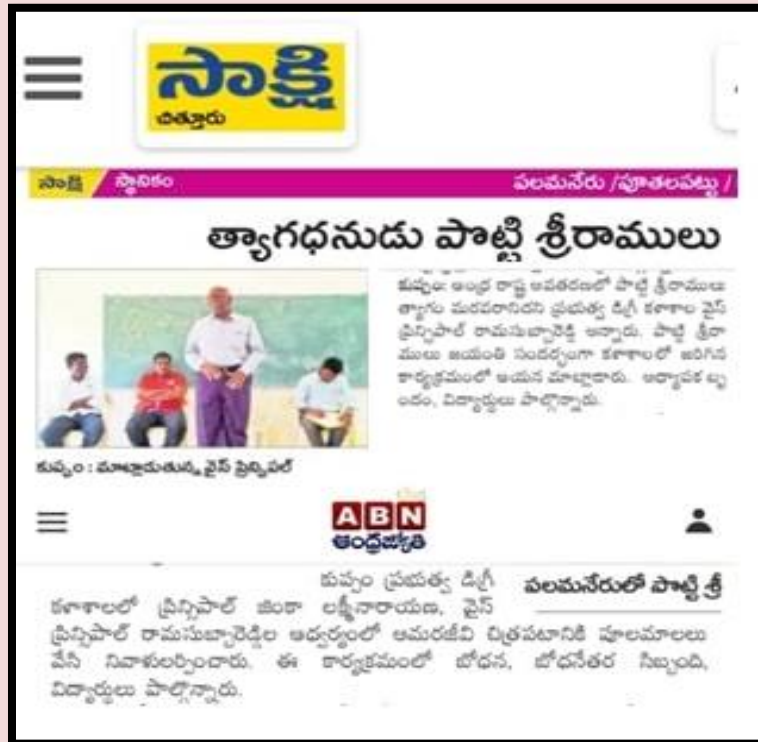 సాక్షి
చిత్తూరు
సాక్షి స్థానికం పలమనేరు /పూతలపట్టు /
త్యాగధనుడు పొట్టి శ్రీరాములు
కుప్పం: ఆంధ్ర రాష్ట్ర అవతరణలో పొట్టి శ్రీరాములు
త్యాగం మరవరానిదని ప్రభుత్వ డిగ్రీ కళాశాల వైస్
ప్రిన్సిపాల్ రామసుబ్బారెడ్డి అన్నారు. పొట్టి శ్రీరా
ములు జయంతి సందర్భంగా కళాశాలలో జరిగిన
కార్యక్రమంలో ఆయన మాట్లాడారు. అధ్యాపక బృ
ందం, విద్యార్థులు పాల్గొన్నారు.
కుప్పం : మాట్లాడుతున్న వైస్ ప్రిన్సిపల్
ABN
ఆంధ్రజ్యోతి
పలమనేరులో పొట్టి శ్రీ
కుప్పం ప్రభుత్వ డిగ్రీ
కళాశాలలో ప్రిన్సిపాల్ జింకా లక్ష్మీనారాయణ, వైస్
ప్రిన్సిపాల్ రామసుబ్బారెడ్డిల ఆధ్వర్యంలో అమరజీవి చిత్రపటానికి పూలమాలలు
వేసి నివాళులర్పించారు. ఈ కార్యక్రమంలో బోధన, బోధనేతర సిబ్బంది,
విద్యార్థులు పాల్గొన్నారు.